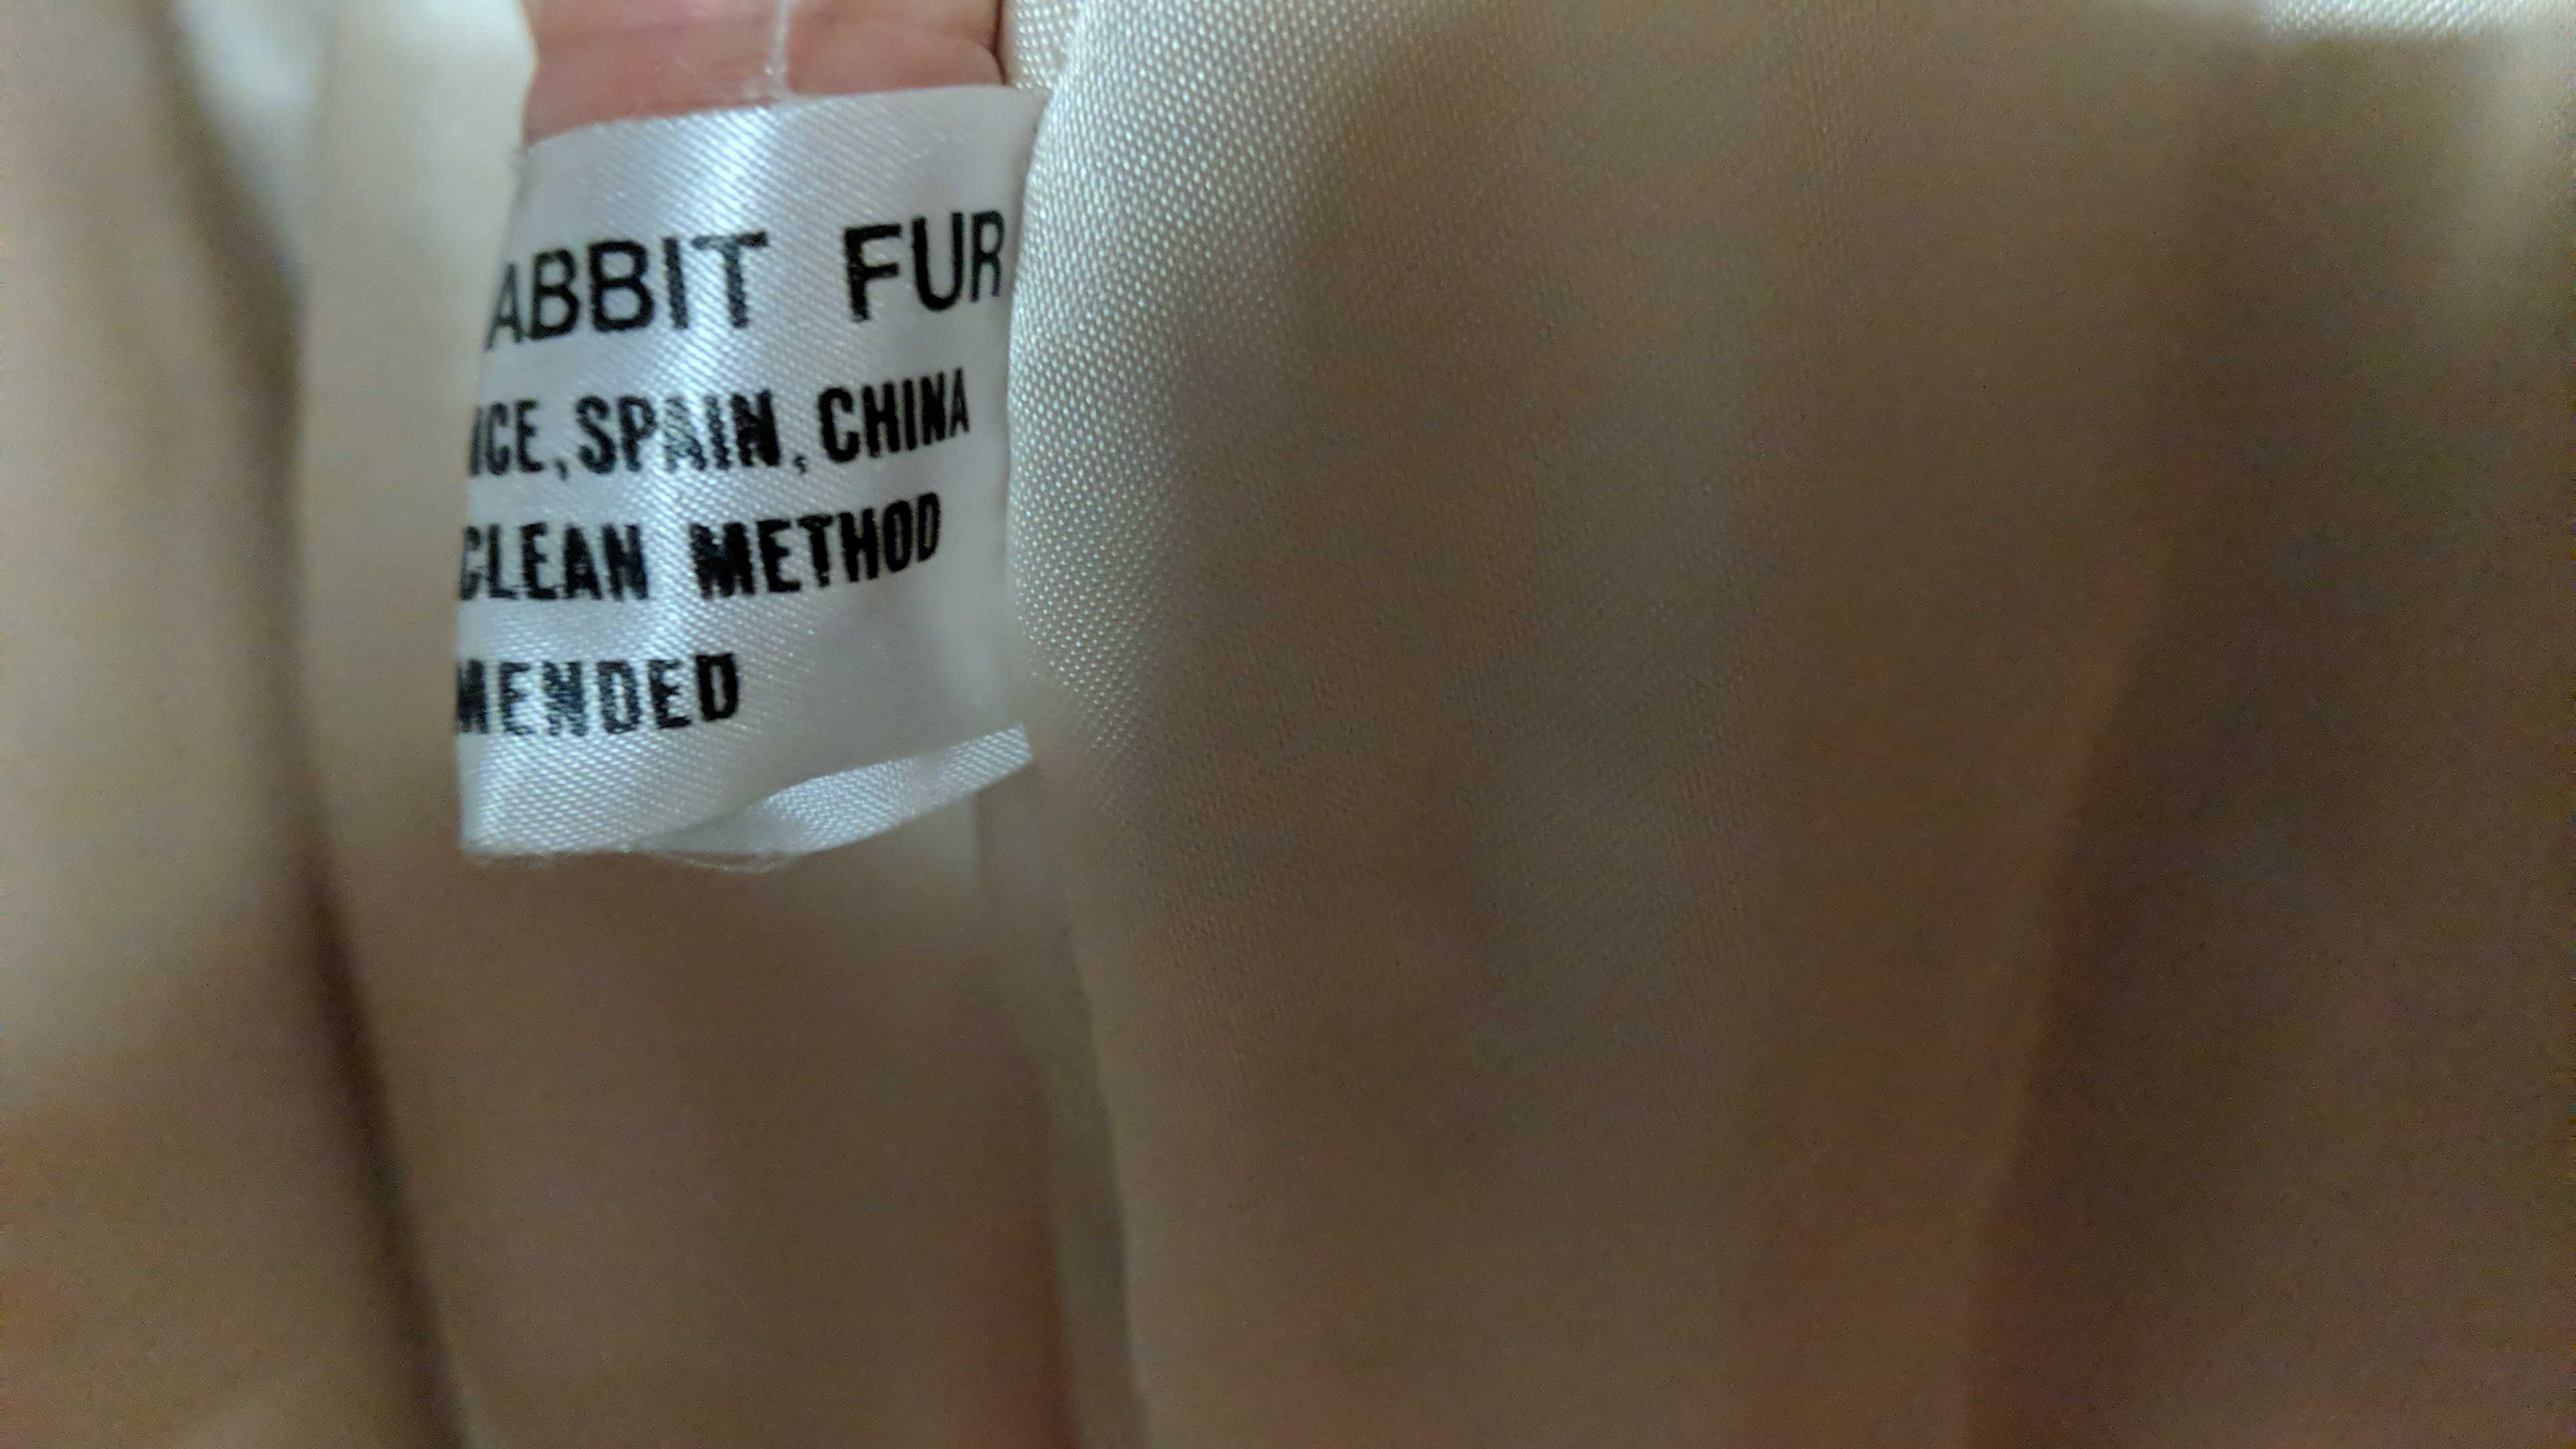 ABBIT FUR
ICE, SPAIN, CHINA
CLEAN METHOD
MENDED